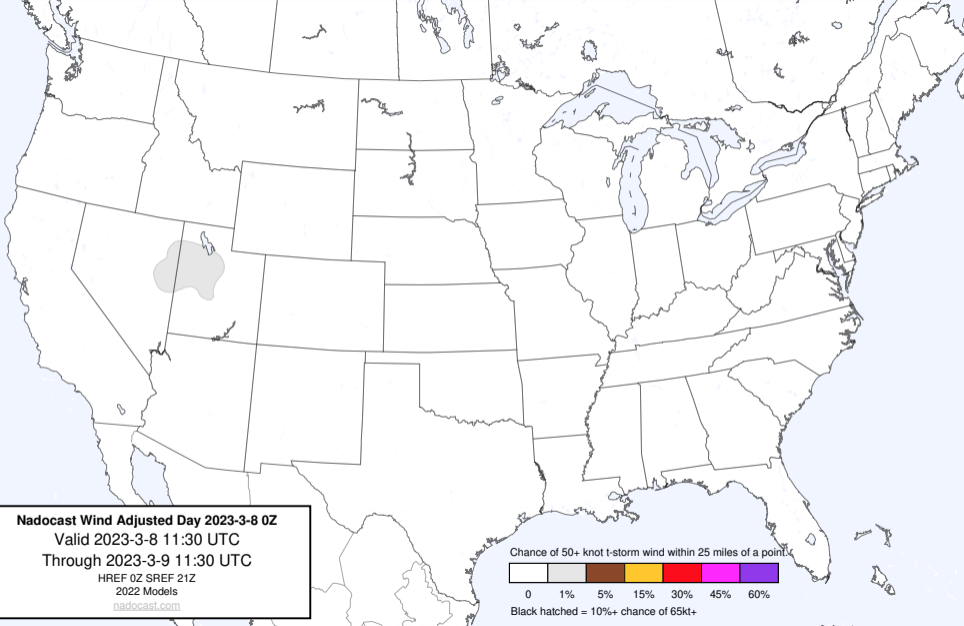 Nadocast Wind Adjusted Day 2023-3-8 0Z
Valid 2023-3-8 11:30 UTC
Through 2023-3-9 11:30 UTC
HREF 0Z SREF 21Z
2022 Models
nadocast.com
Chance of 50+ knot t-storm wind within 25 miles of a point.
0 1% 5% 15% 30% 45% 60%
Black hatched = 10%+ chance of 65kt+